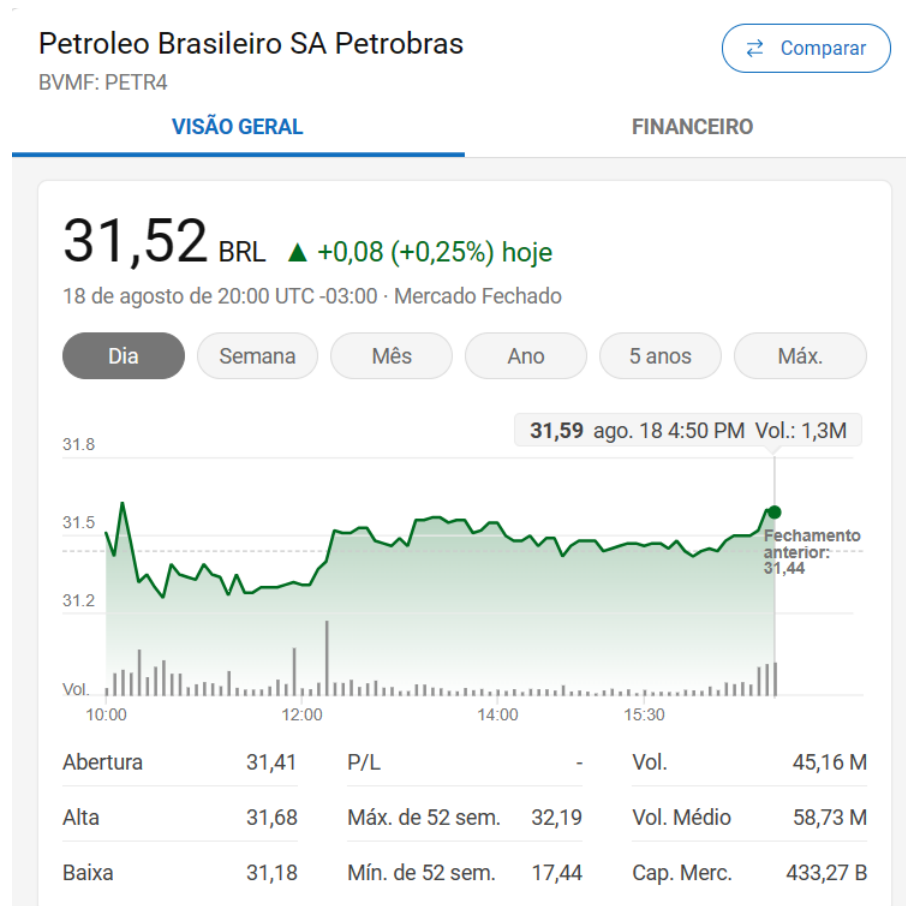 Petroleo Brasileiro SA Petrobras
Comparar
BVMF: PETR4
VISÃO GERAL FINANCEIRO
31,52 BRL ▲ +0,08 (+0,25%) hoje
18 de agosto de 20:00 UTC -03:00 · Mercado Fechado
Dia Semana Mês Ano 5 anos Máx.
31,59 ago. 18 4:50 PM Vol.: 1,3M
31.8
31.5
Fechamento
anterior:
31,44
31.2
Vol.
10:00 12:00 14:00 15:30
Abertura 31,41 P/L - Vol. 45,16 M
Alta 31,68 Máx. de 52 sem. 32,19 Vol. Médio 58,73 M
Baixa 31,18 Mín. de 52 sem. 17,44 Cap. Merc. 433,27 B